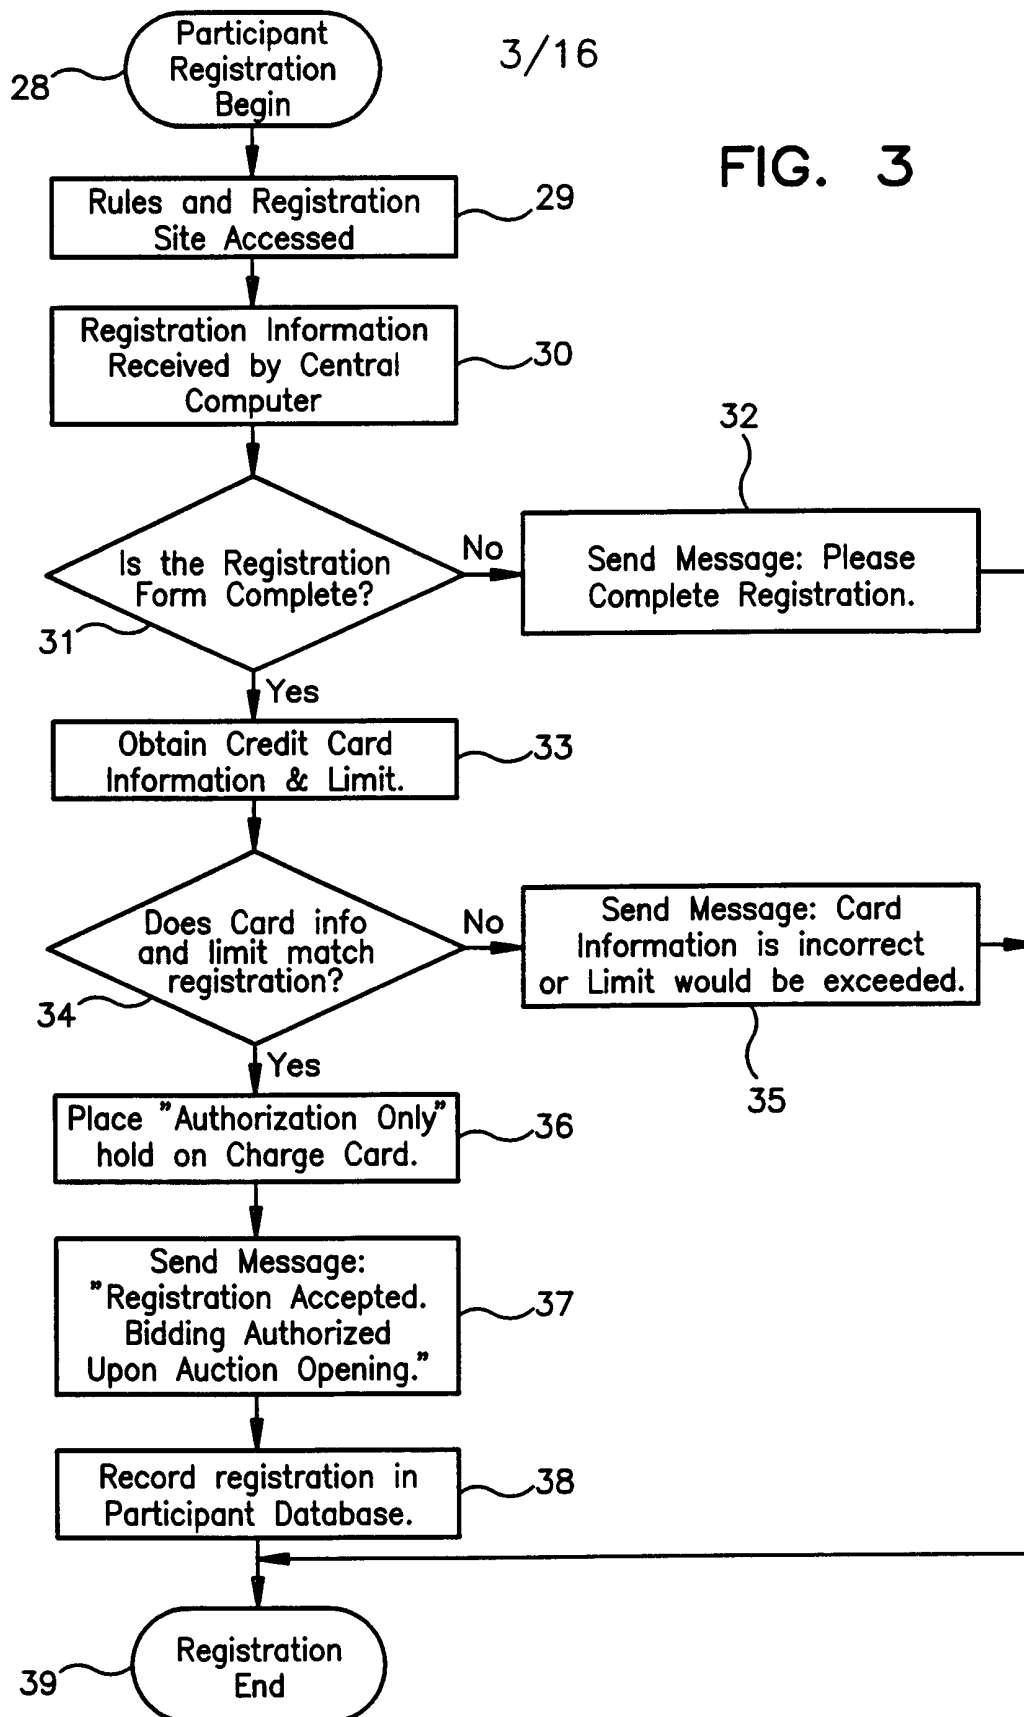 Participant
Registration
Begin
28
3/16
FIG. 3
Rules and Registration
Site Accessed
29
Registration Information
Received by Central
Computer
30
Is the Registration
Form Complete?
31
No
32
Send Message: Please
Complete Registration.
Yes
Obtain Credit Card
Information & Limit.
33
Does Card info
and limit match
registration?
34
No
Send Message: Card
Information is incorrect
or Limit would be exceeded.
35
Yes
Place "Authorization Only"
hold on Charge Card.
36
Send Message:
"Registration Accepted.
Bidding Authorized
Upon Auction Opening."
37
Record registration in
Participant Database.
38
Registration
End
39